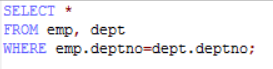 SELECT *
FROM emp, dept
WHERE emp.deptno=dept.deptno;